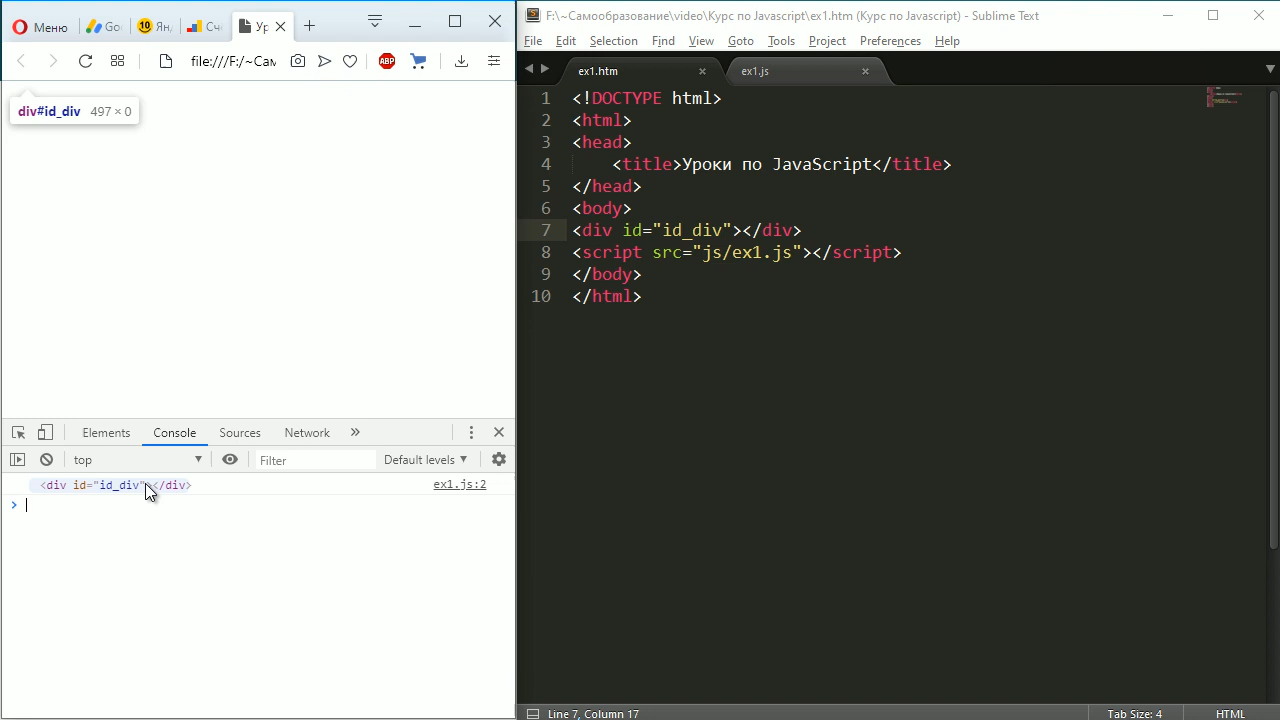 Меню
Goo
10 Ян,
Сч
Ур
file:///F:/~Сам
ABP
div#id_div 497 × 0
Elements Console Sources Network »
top Filter Default levels
<div id="id_div"></div> ex1.js:2
F:\~Самообразование\video\Курс по Javascript\ex1.htm (Курс по Javascript) - Sublime Text
File Edit Selection Find View Goto Tools Project Preferences Help
ex1.htm ex1.js
1 <!DOCTYPE html>
2 <html>
3 <head>
4 <title>Уроки по JavaScript</title>
5 </head>
6 <body>
7 <div id="id_div"></div>
8 <script src="js/ex1.js"></script>
9 </body>
10 </html>
Line 7, Column 17 Tab Size: 4 HTML